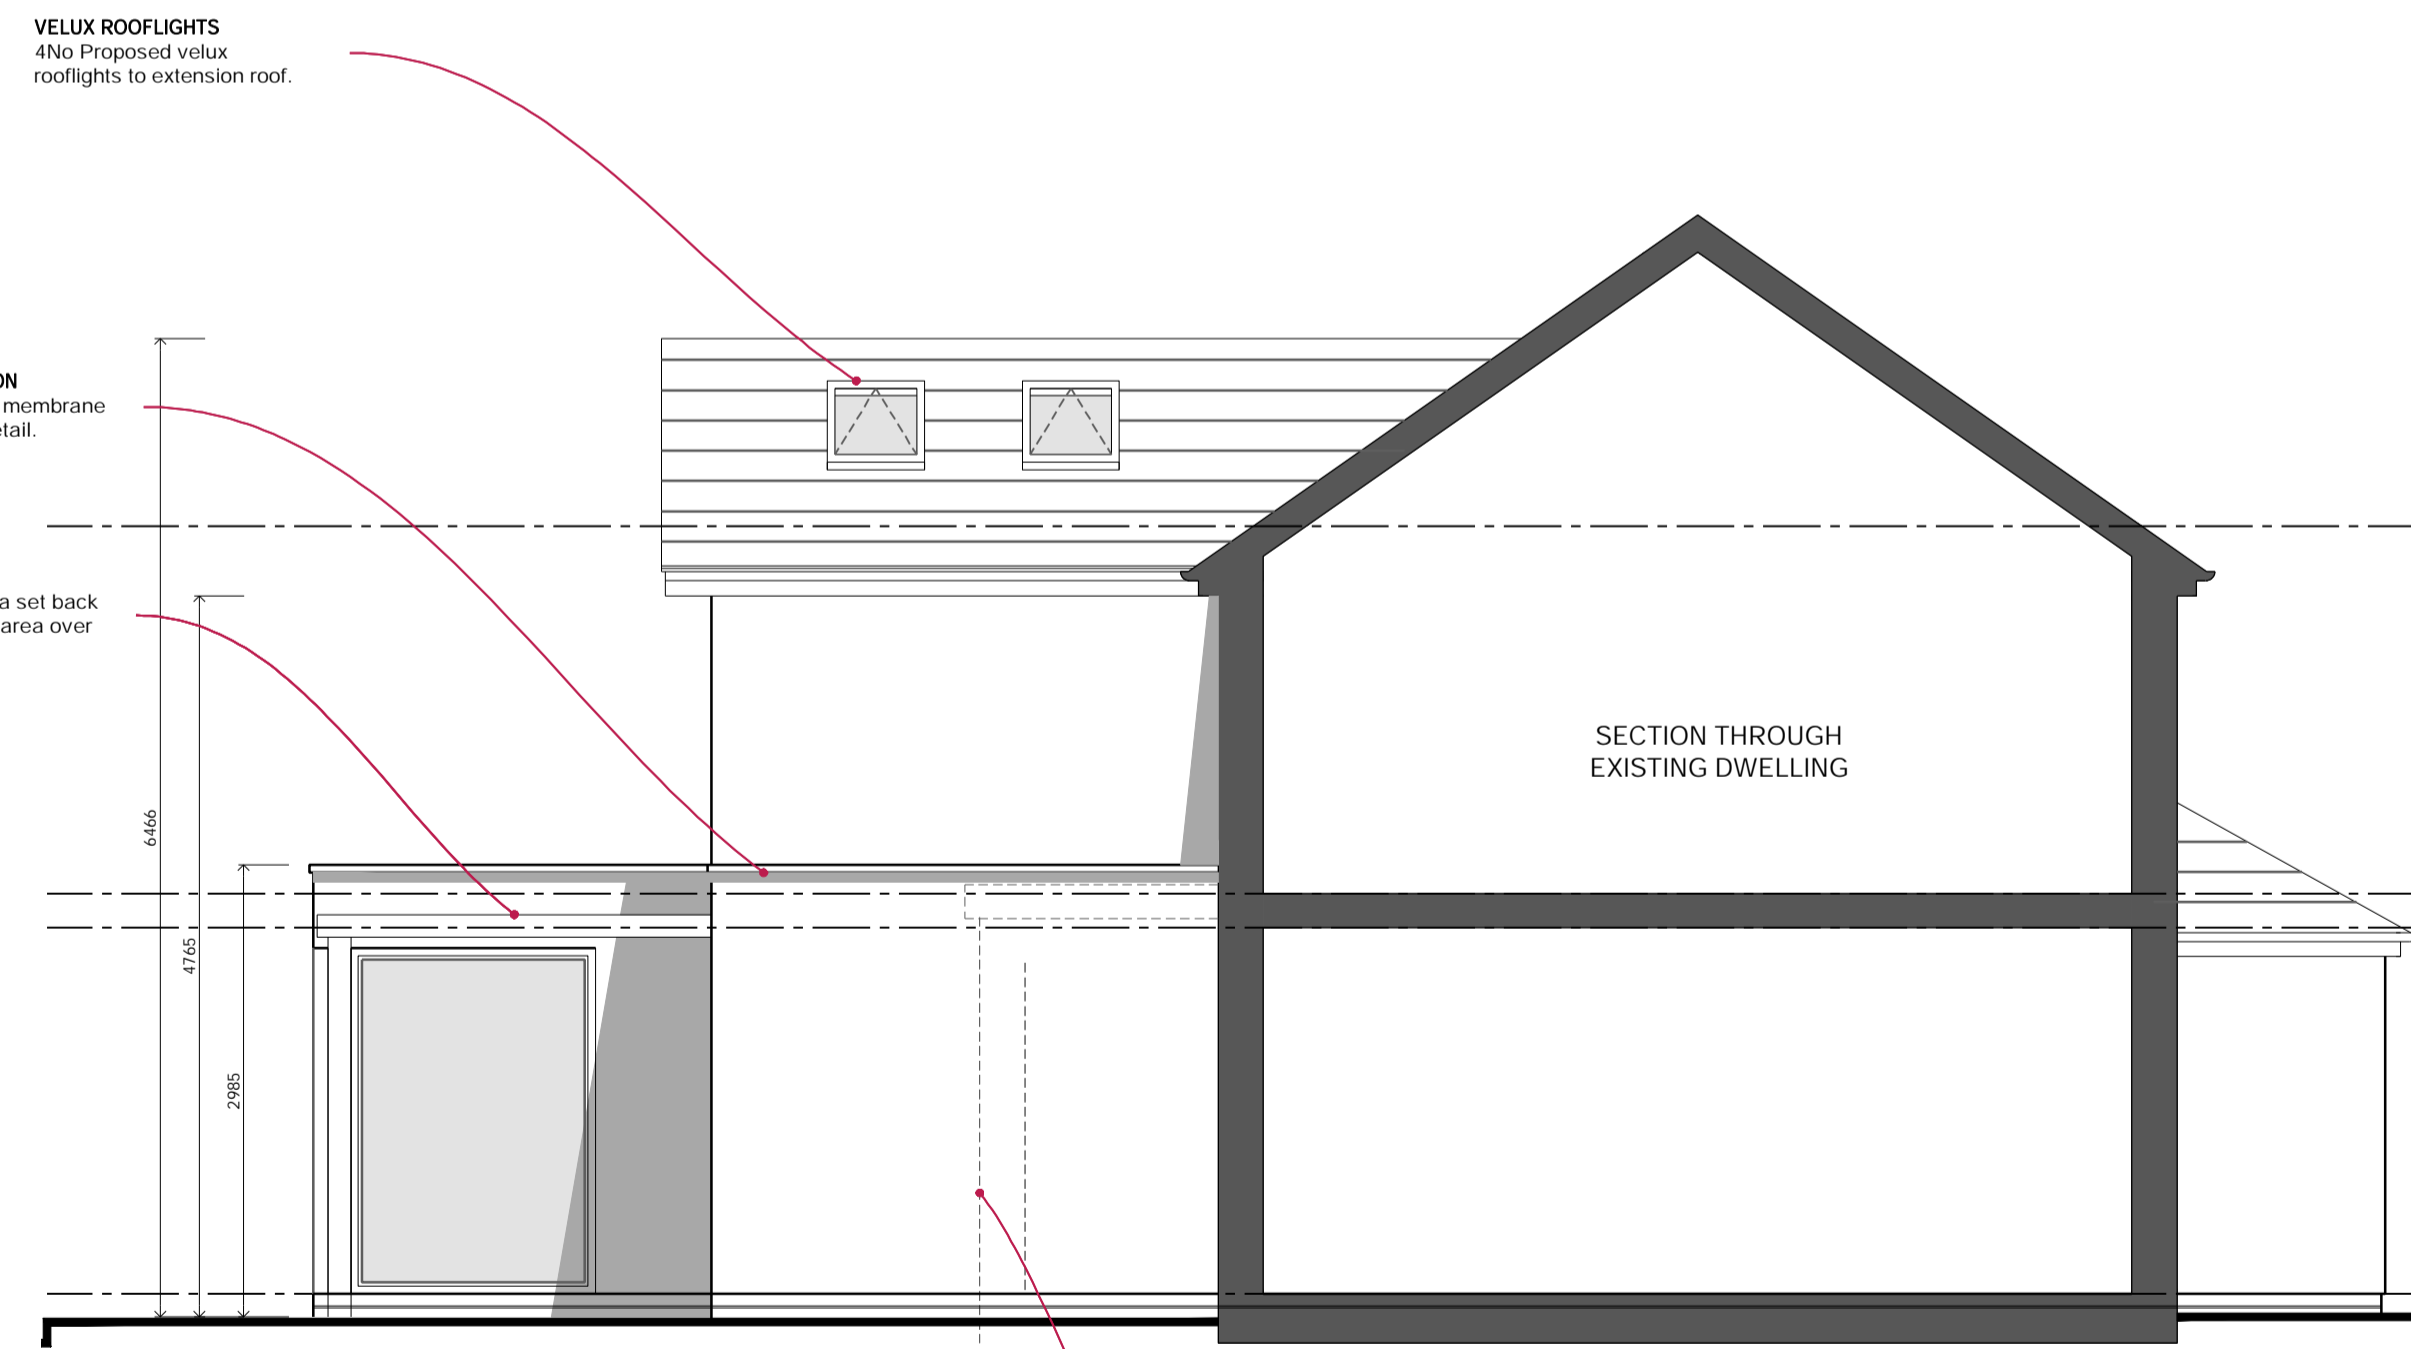 VELUX ROOFLIGHTS
4No Proposed velux
rooflights to extension roof.
ON
membrane
etail.
a set back
area over
6466
4765
2985
SECTION THROUGH
EXISTING DWELLING